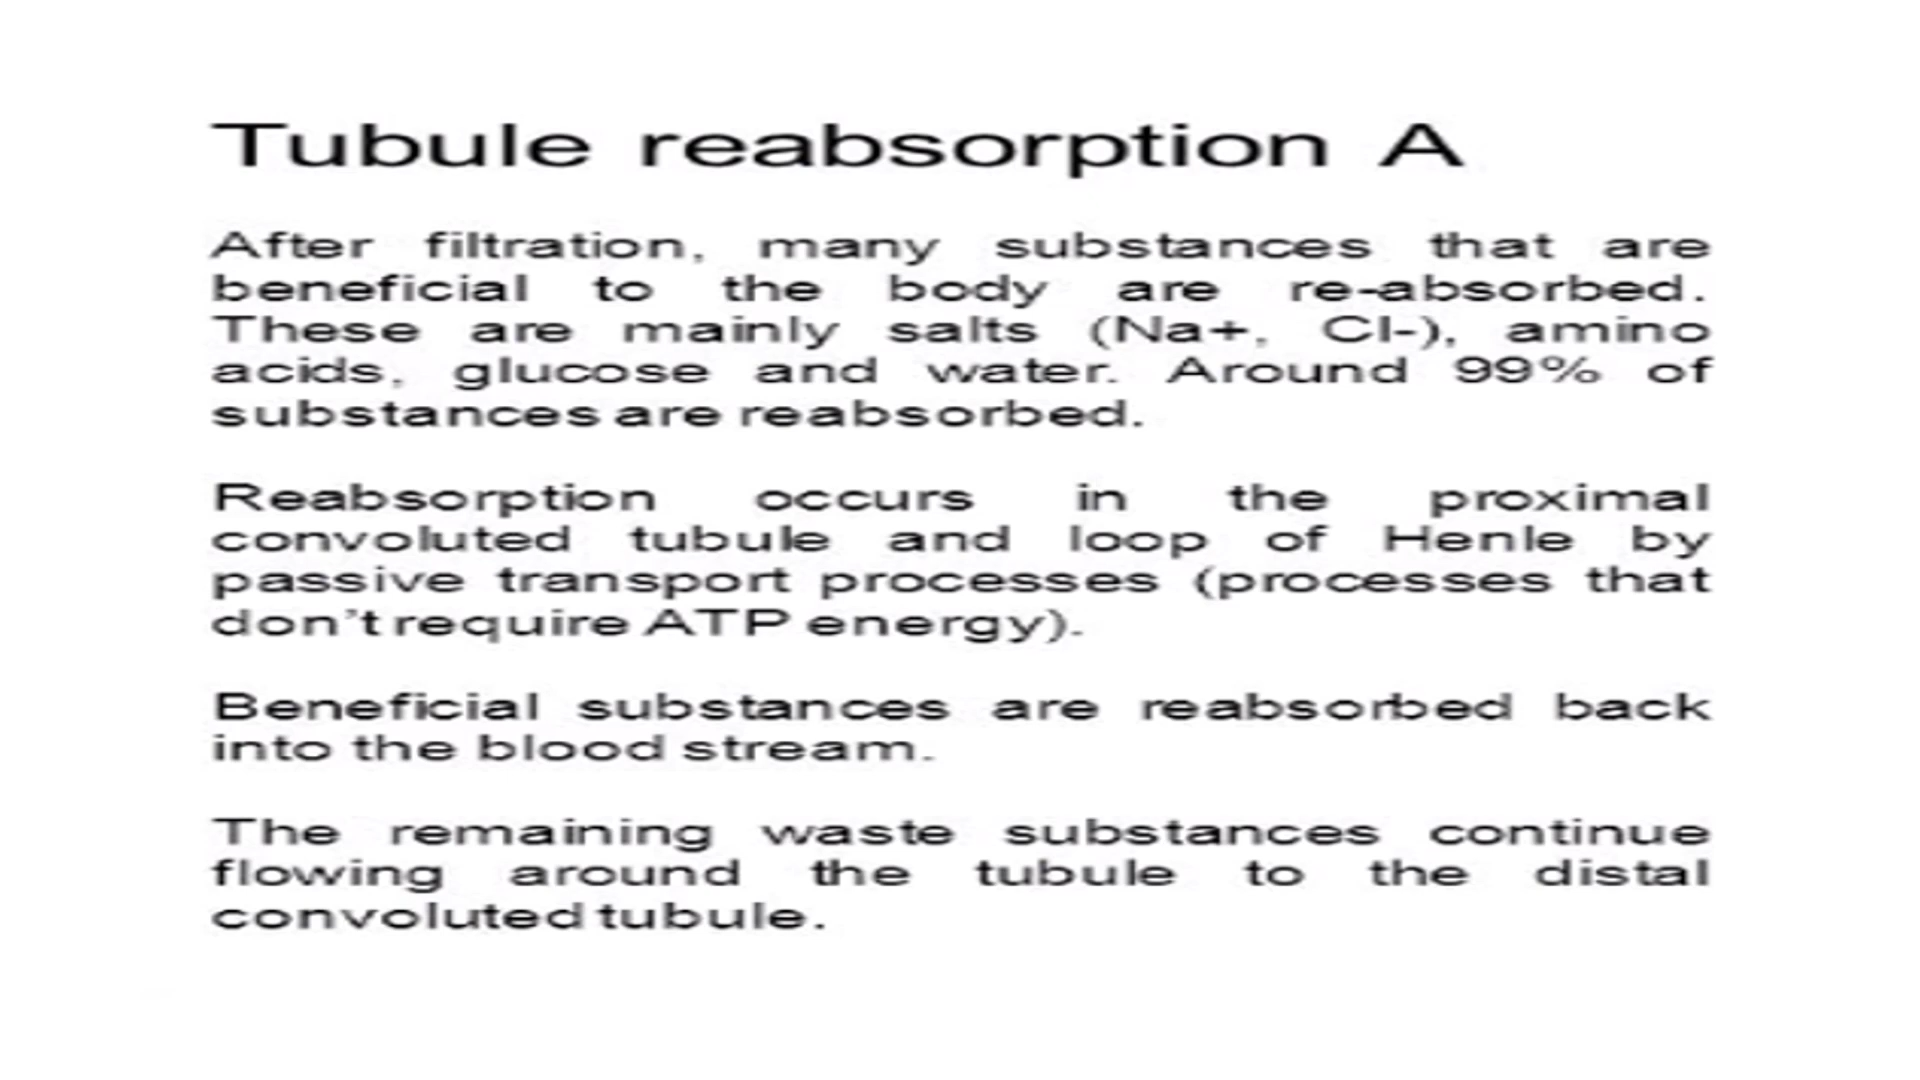 Tubule reabsorption A
After filtration, many substances that are
beneficial to the body are re-absorbed.
These are mainly salts (Na+, Cl-), amino
acids, glucose and water. Around 99% of
substances are reabsorbed.
Reabsorption occurs in the proximal
convoluted tubule and loop of Henle by
passive transport processes (processes that
don't require ATP energy).
Beneficial substances are reabsorbed back
into the blood stream.
The remaining waste substances continue
flowing around the tubule to the distal
convoluted tubule.